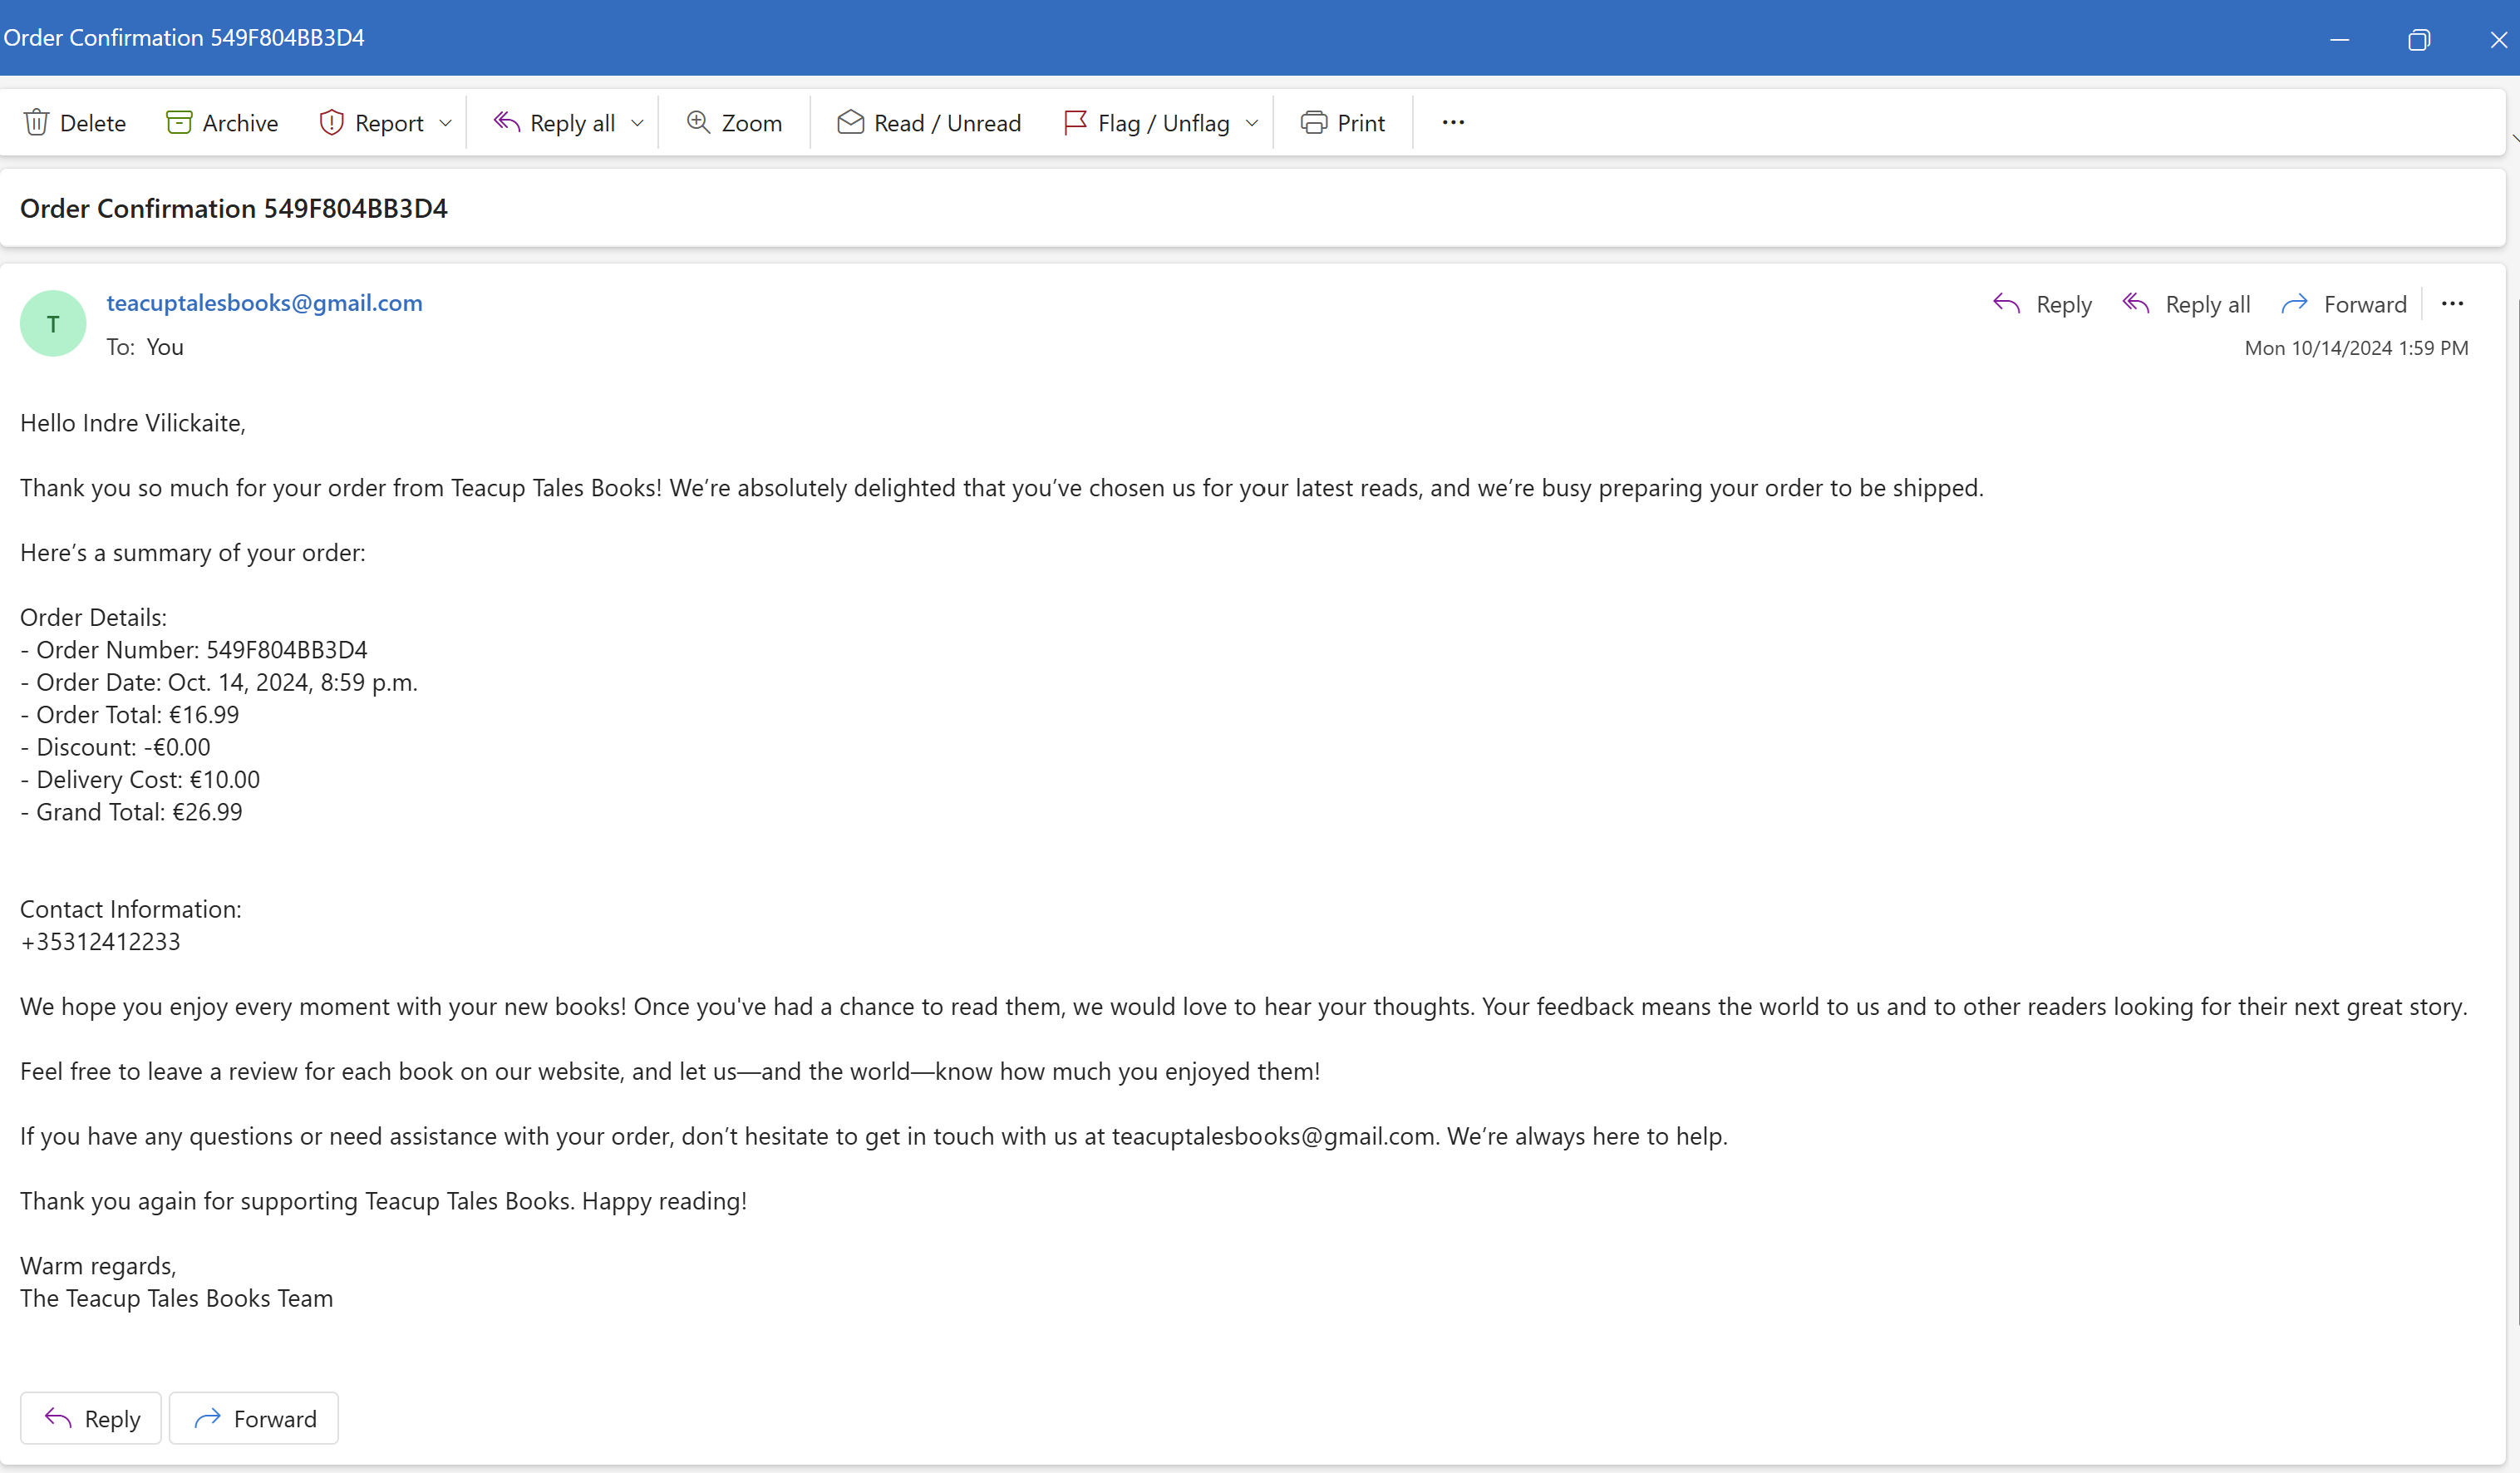 Order Confirmation 549F804BB3D4
Delete Archive Report Reply all Zoom Read / Unread Flag / Unflag Print
Order Confirmation 549F804BB3D4
T
teacuptalesbooks@gmail.com
Reply Reply all Forward
To: You
Mon 10/14/2024 1:59 PM
Hello Indre Vilickaite,
Thank you so much for your order from Teacup Tales Books! We’re absolutely delighted that you’ve chosen us for your latest reads, and we’re busy preparing your order to be shipped.
Here’s a summary of your order:
Order Details:
- Order Number: 549F804BB3D4
- Order Date: Oct. 14, 2024, 8:59 p.m.
- Order Total: €16.99
- Discount: -€0.00
- Delivery Cost: €10.00
- Grand Total: €26.99
Contact Information:
+35312412233
We hope you enjoy every moment with your new books! Once you've had a chance to read them, we would love to hear your thoughts. Your feedback means the world to us and to other readers looking for their next great story.
Feel free to leave a review for each book on our website, and let us—and the world—know how much you enjoyed them!
If you have any questions or need assistance with your order, don’t hesitate to get in touch with us at teacuptalesbooks@gmail.com. We’re always here to help.
Thank you again for supporting Teacup Tales Books. Happy reading!
Warm regards,
The Teacup Tales Books Team
Reply Forward